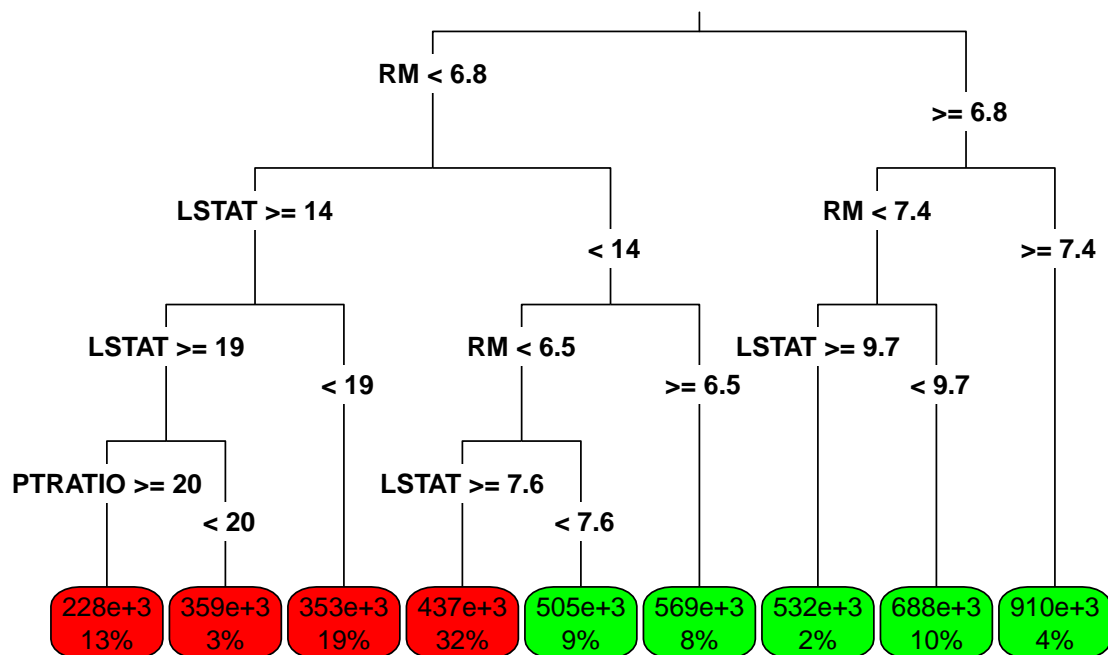 RM < 6.8
>= 6.8
LSTAT >= 14
RM < 7.4
< 14
>= 7.4
LSTAT >= 19
RM < 6.5
LSTAT >= 9.7
< 19
>= 6.5
< 9.7
PTRATIO >= 20
LSTAT >= 7.6
< 20
< 7.6
228e+3
13%
359e+3
3%
353e+3
19%
437e+3
32%
505e+3
9%
569e+3
8%
532e+3
2%
688e+3
10%
910e+3
4%